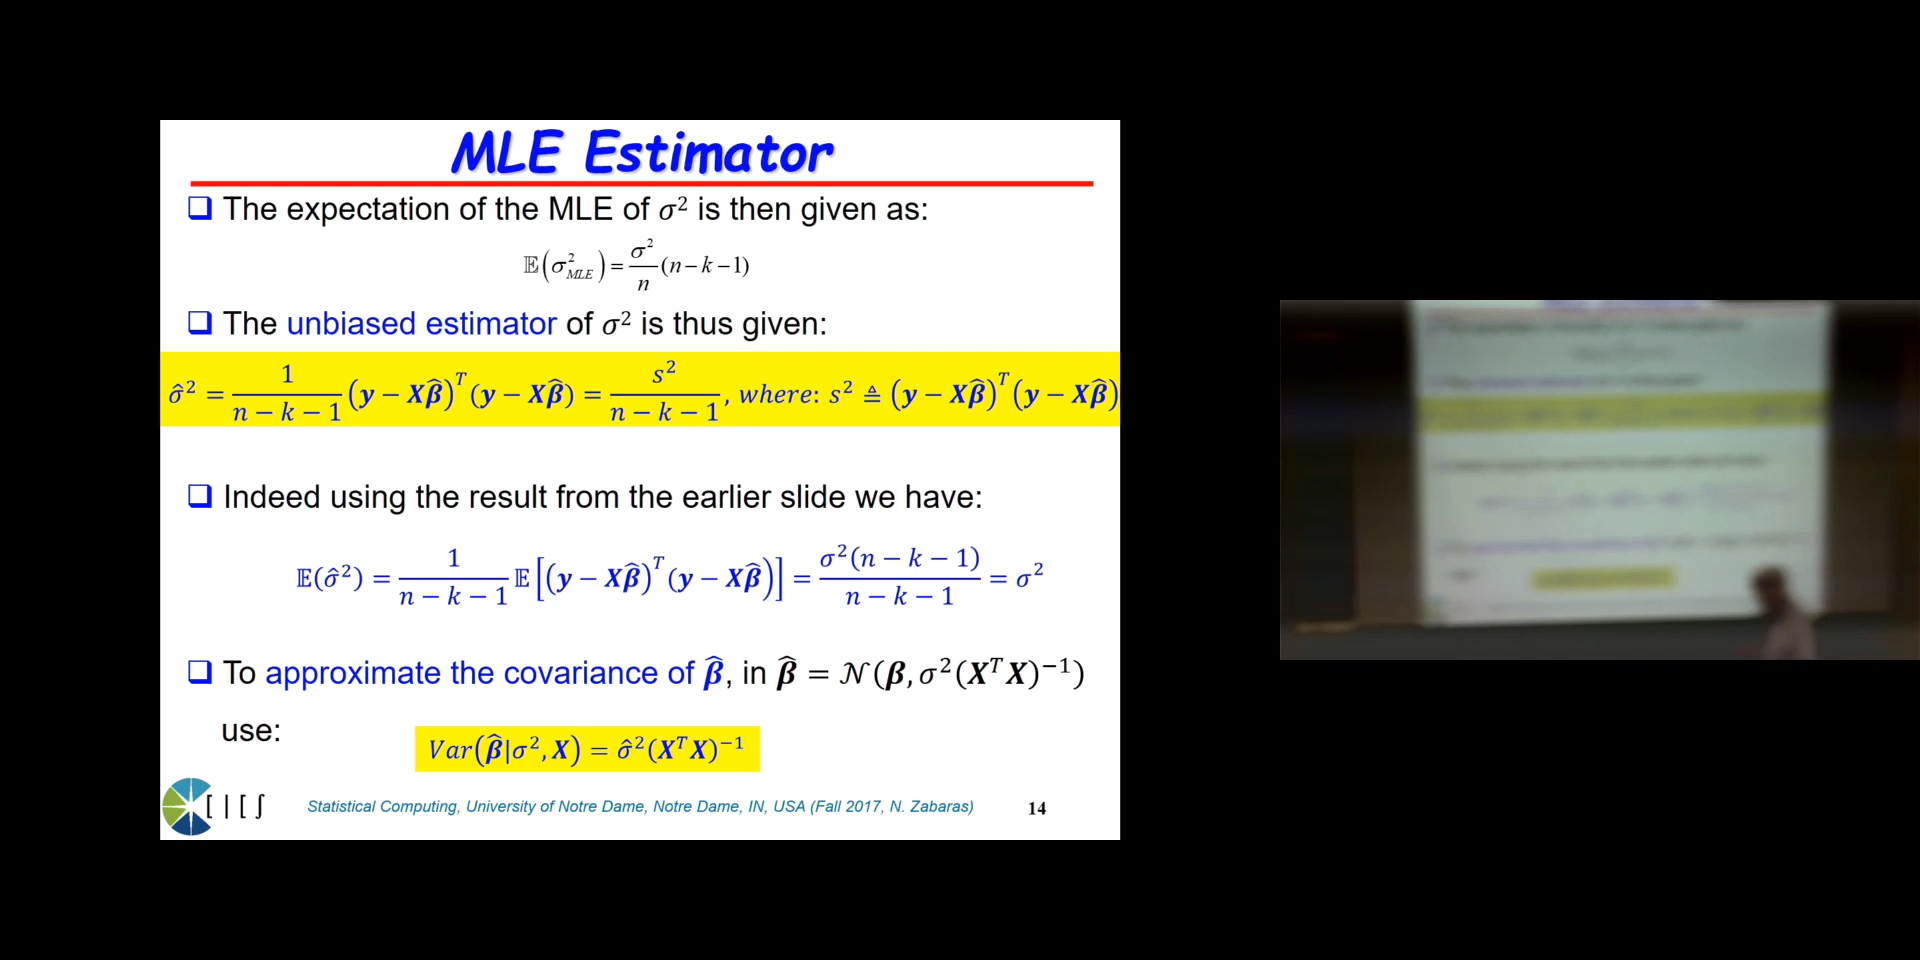 MLE Estimator
The expectation of the MLE of σ² is then given as:
𝔼(σ²_MLE) = σ²/n (n − k − 1)
The unbiased estimator of σ² is thus given:
σ̂² = 1/(n − k − 1) (y − Xβ̂)ᵀ(y − Xβ̂) = s²/(n − k − 1), where: s² ≜ (y − Xβ̂)ᵀ(y − Xβ̂)
Indeed using the result from the earlier slide we have:
𝔼(σ̂²) = 1/(n − k − 1) 𝔼[(y − Xβ̂)ᵀ(y − Xβ̂)] = σ²(n − k − 1)/(n − k − 1) = σ²
To approximate the covariance of β̂, in β̂ = 𝒩(β, σ²(XᵀX)⁻¹)
use:
Var(β̂|σ², X) = σ̂²(XᵀX)⁻¹
Statistical Computing, University of Notre Dame, Notre Dame, IN, USA (Fall 2017, N. Zabaras)
14